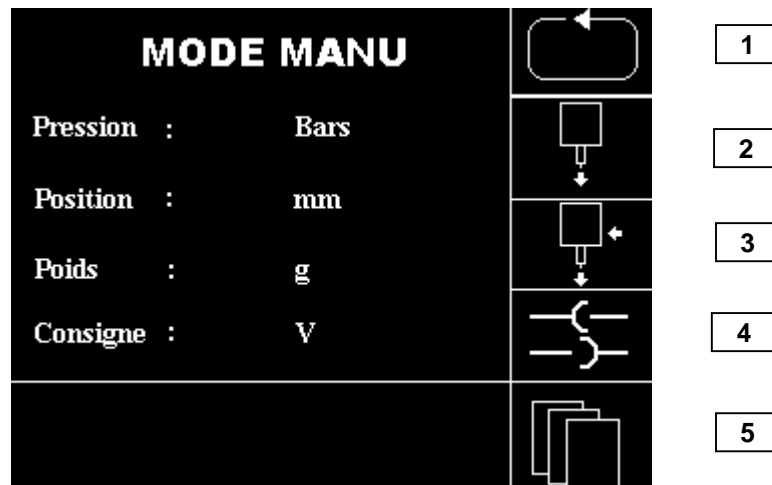 MODE MANU
Pression : Bars
Position : mm
Poids : g
Consigne : V
1
2
3
4
5